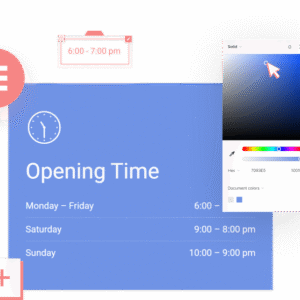 Solid
6:00 - 7:00 pm
Opening Time
Monday – Friday 6:00 –
Saturday 9:00 – 8:00 pm
Sunday 10:00 – 9:00 pm
Hex
Document colors